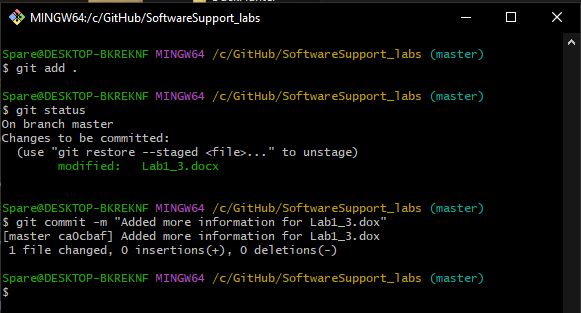 MINGW64:/c/GitHub/SoftwareSupport_labs
Spare@DESKTOP-BKREKNF MINGW64 /c/GitHub/SoftwareSupport_labs (master)
$ git add .
Spare@DESKTOP-BKREKNF MINGW64 /c/GitHub/SoftwareSupport_labs (master)
$ git status
On branch master
Changes to be committed:
  (use "git restore --staged <file>..." to unstage)
        modified:   Lab1_3.docx
Spare@DESKTOP-BKREKNF MINGW64 /c/GitHub/SoftwareSupport_labs (master)
$ git commit -m "Added more information for Lab1_3.dox"
[master ca0cbaf] Added more information for Lab1_3.dox
 1 file changed, 0 insertions(+), 0 deletions(-)
Spare@DESKTOP-BKREKNF MINGW64 /c/GitHub/SoftwareSupport_labs (master)
$